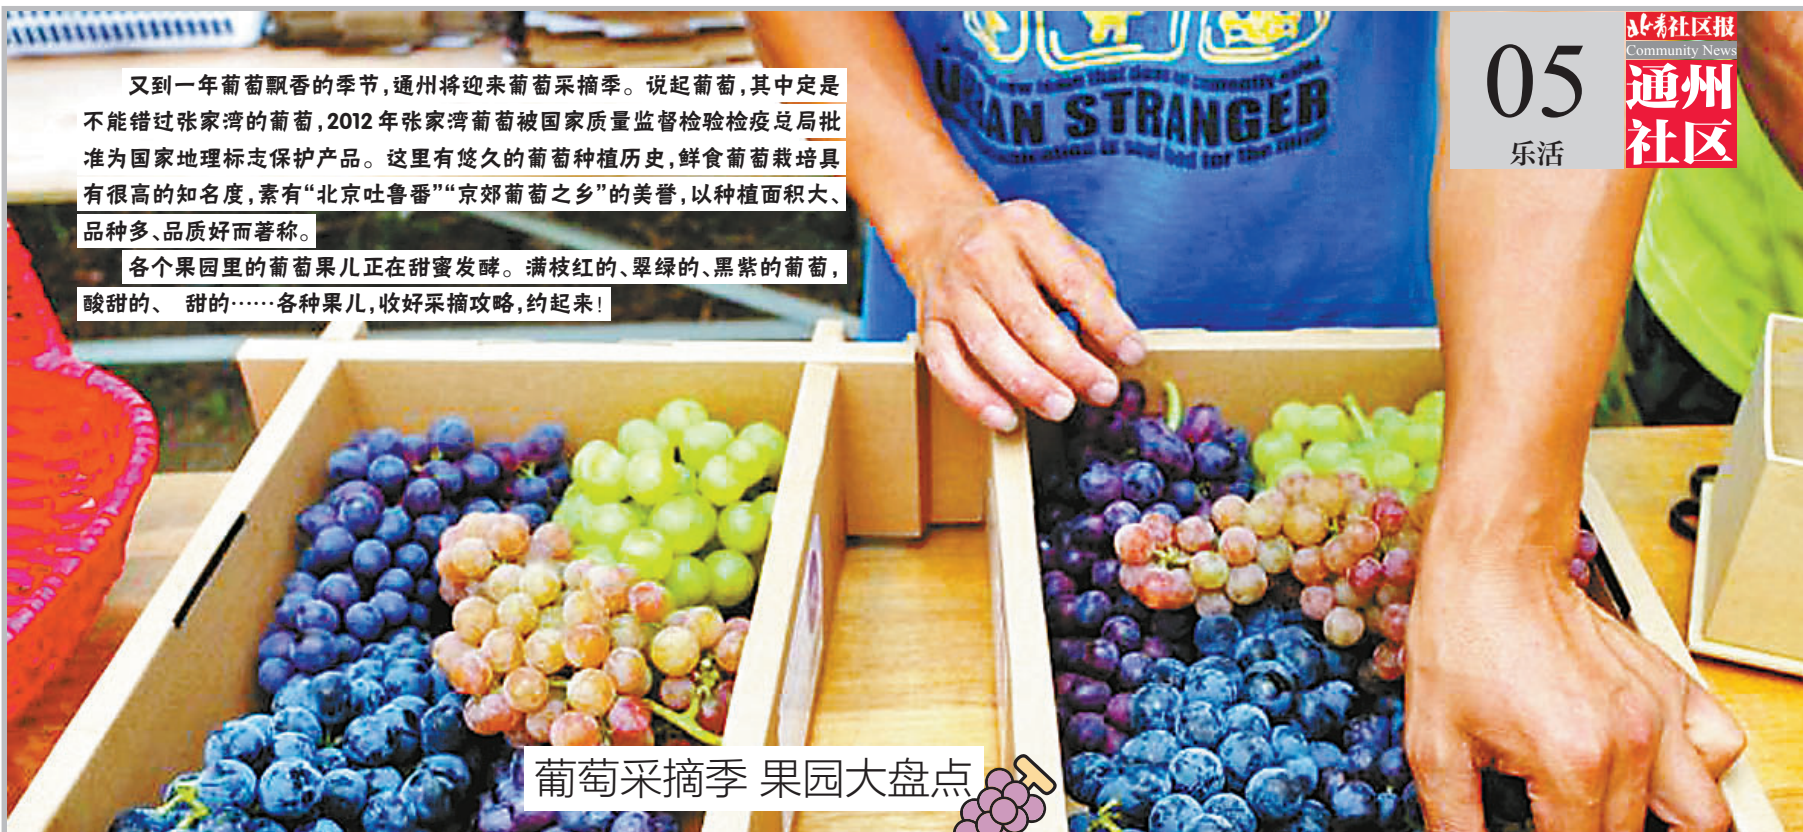 又到一年葡萄飘香的季节,通州将迎来葡萄采摘季。说起葡萄,其中定是
不能错过张家湾的葡萄,2012年张家湾葡萄被国家质量监督检验检疫总局批
准为国家地理标志保护产品。这里有悠久的葡萄种植历史,鲜食葡萄栽培具
有很高的知名度,素有“北京吐鲁番”“京郊葡萄之乡”的美誉,以种植面积大、
品种多、品质好而著称。
各个果园里的葡萄果儿正在甜蜜发酵。满枝红的、翠绿的、黑紫的葡萄,
酸甜的、 甜的……各种果儿,收好采摘攻略,约起来!
URBAN STRANGER
05
乐活
北青社区报
Community News
通州
社区
葡萄采摘季 果园大盘点